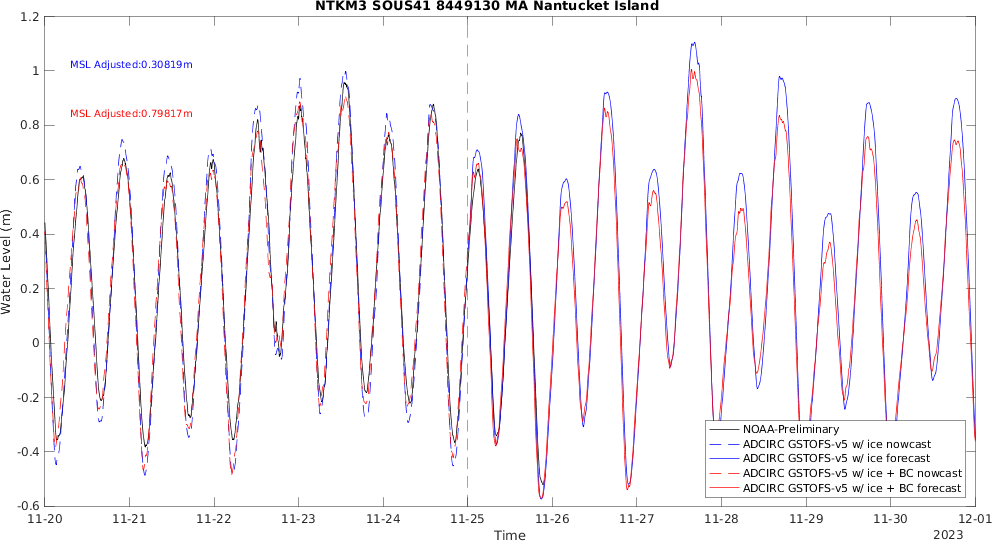 NTKM3 SOUS41 8449130 MA Nantucket Island
1.2
1
0.8
0.6
0.4
0.2
0
-0.2
-0.4
-0.6
Water Level (m)
MSL Adjusted:0.30819m
MSL Adjusted:0.79817m
NOAA-Preliminary
ADCIRC GSTOFS-v5 w/ ice nowcast
ADCIRC GSTOFS-v5 w/ ice forecast
ADCIRC GSTOFS-v5 w/ ice + BC nowcast
ADCIRC GSTOFS-v5 w/ ice + BC forecast
11-20 11-21 11-22 11-23 11-24 11-25 11-26 11-27 11-28 11-29 11-30 12-01
Time
2023